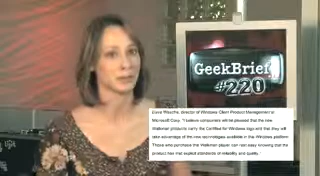 GeekBrief
#220
Dave Wascha, director of Windows Client Product Management at
Microsoft Corp. "I believe consumers will be pleased that the new
Walkman products carry the Certified for Windows logo and that they will
take advantage of the new technologies available in the Windows platform.
Those who purchase this Walkman player can rest easy knowing that the
product has met explicit standards of reliability and quality."